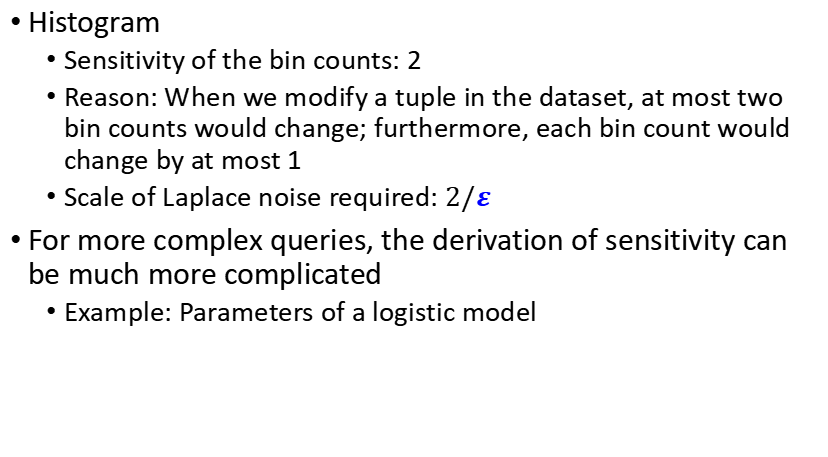 • Histogram
• Sensitivity of the bin counts: 2
• Reason: When we modify a tuple in the dataset, at most two
bin counts would change; furthermore, each bin count would
change by at most 1
• Scale of Laplace noise required: 2/ε
• For more complex queries, the derivation of sensitivity can
be much more complicated
• Example: Parameters of a logistic model